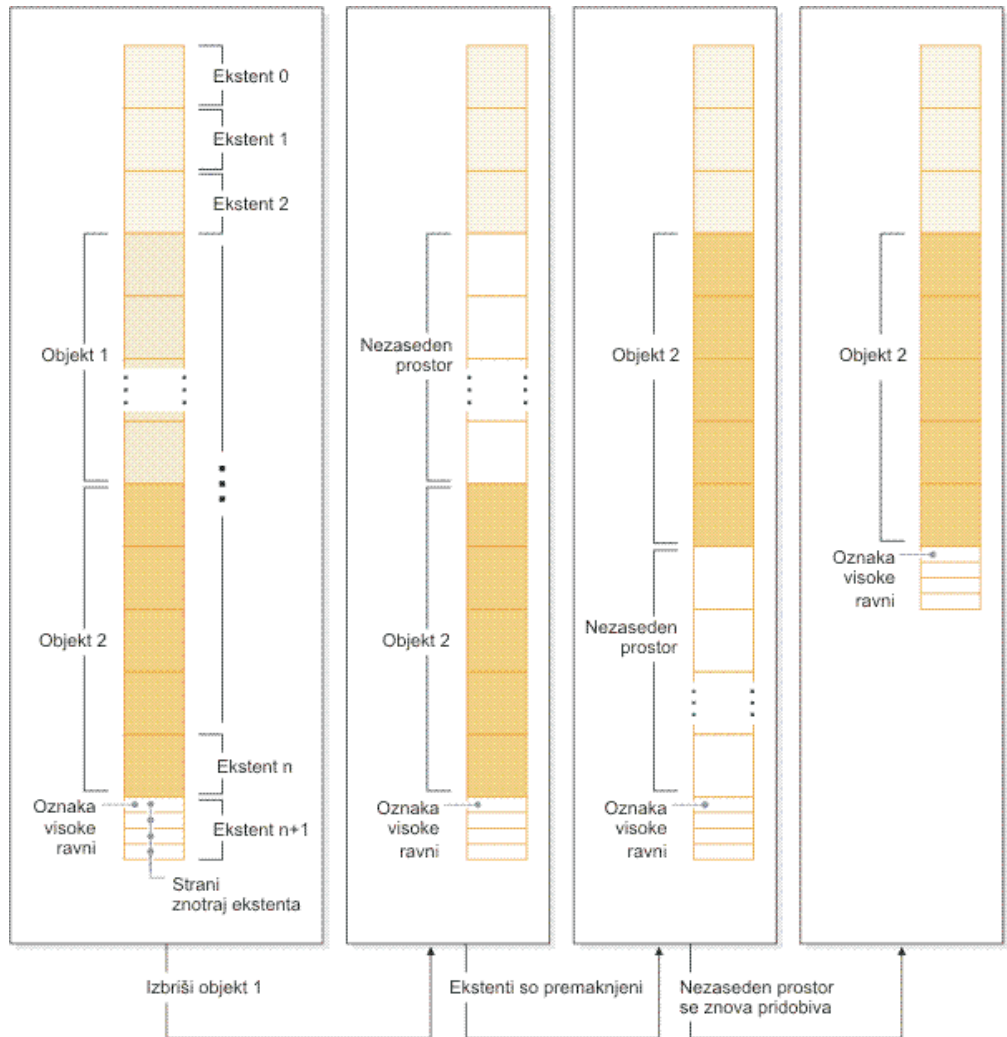 Ekstent 0
Ekstent 1
Ekstent 2
Objekt 1
Objekt 2
Ekstent n
Oznaka
visoke
ravni
Ekstent n+1
Strani
znotraj ekstenta
Nezaseden
prostor
Objekt 2
Oznaka
visoke
ravni
Objekt 2
Nezaseden
prostor
Oznaka
visoke
ravni
Objekt 2
Oznaka
visoke
ravni
Izbriši objekt 1
Ekstenti so premaknjeni
Nezaseden prostor
se znova pridobiva